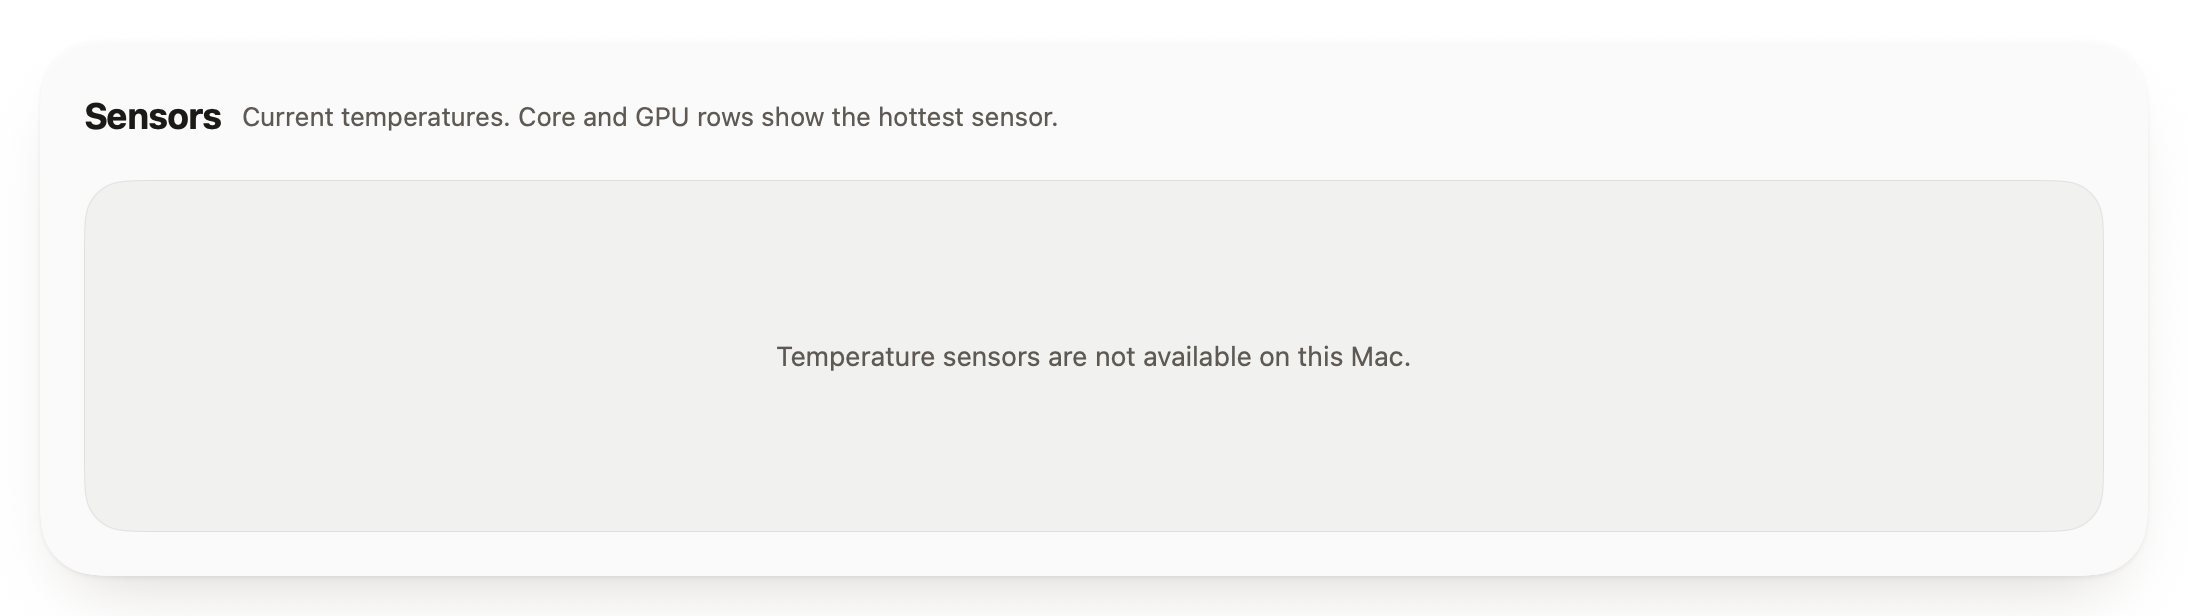 Sensors Current temperatures. Core and GPU rows show the hottest sensor.
Temperature sensors are not available on this Mac.